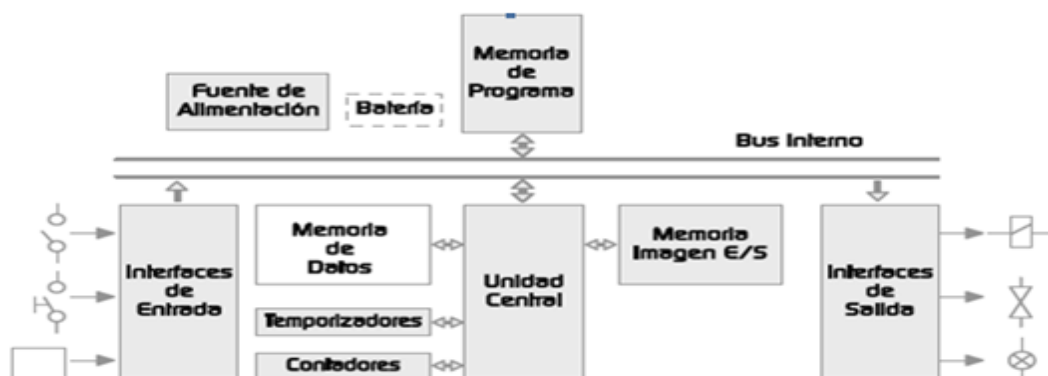 Memoria
de
Programa
Fuente de
Alimentación
Batería
Bus Interno
Interfaces
de
Entrada
Memoria
de
Datos
Temporizadores
Contadores
Unidad
Central
Memoria
Imagen E/S
Interfaces
de
Salida